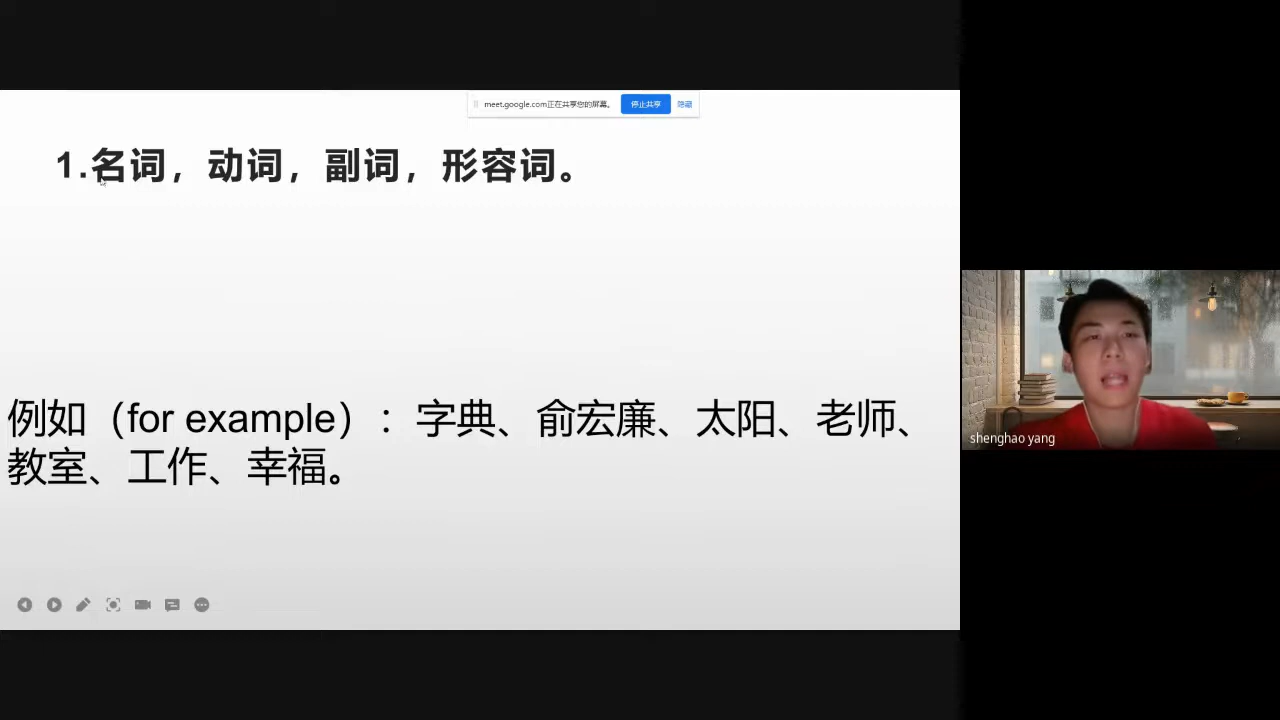 meet.google.com正在共享您的屏幕。 停止共享 隐藏
1.名词，动词，副词，形容词。
例如（for example）：字典、俞宏廉、太阳、老师、
教室、工作、幸福。
shenghao yang